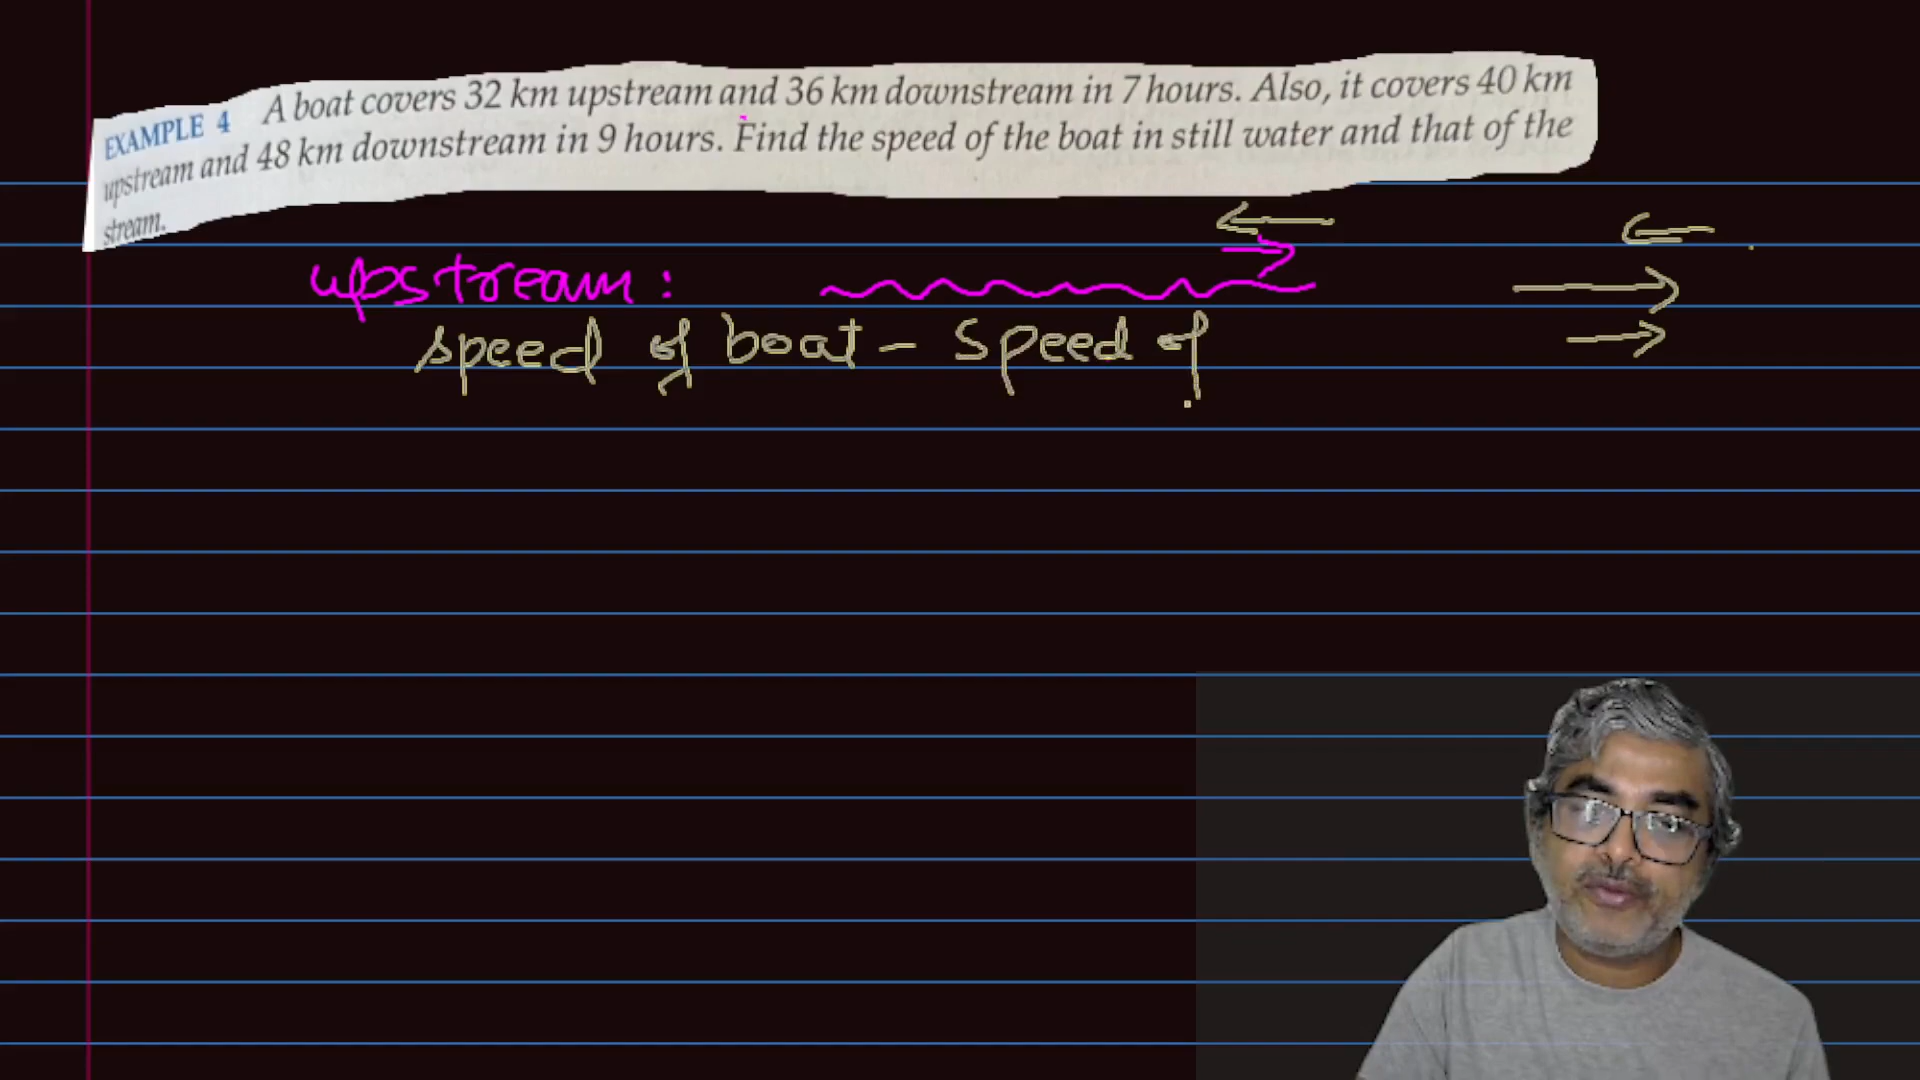 EXAMPLE 4 A boat covers 32 km upstream and 36 km downstream in 7 hours. Also, it covers 40 km
upstream and 48 km downstream in 9 hours. Find the speed of the boat in still water and that of the
stream.
upstream :
speed of boat - speed of